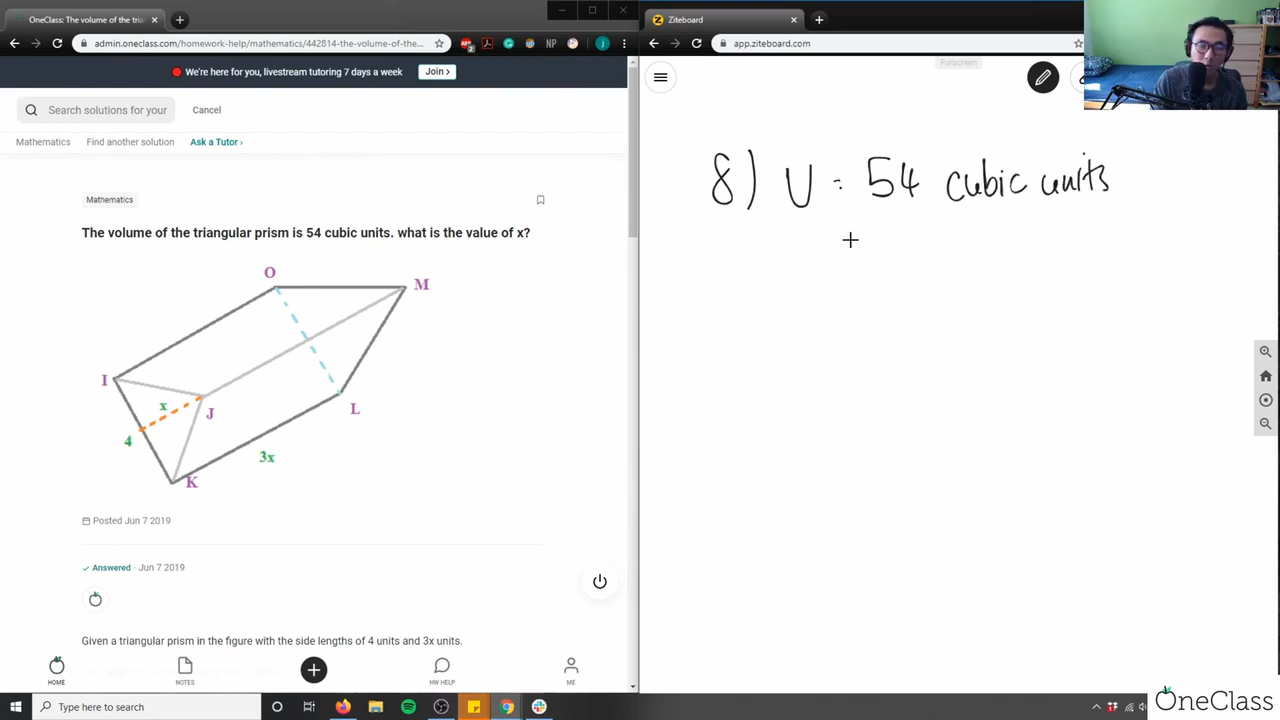 OneClass: The volume of the tria
Ziteboard
admin.oneclass.com/homework-help/mathematics/442814-the-volume-of-the...
NP
j
app.ziteboard.com
We're here for you, livestream tutoring 7 days a week
Join ›
Fullscreen
Search solutions for your
Cancel
Mathematics
Find another solution
Ask a Tutor ›
Mathematics
The volume of the triangular prism is 54 cubic units. what is the value of x?
O
M
I
x
J
L
4
3x
K
Posted Jun 7 2019
Answered · Jun 7 2019
Given a triangular prism in the figure with the side lengths of 4 units and 3x units.
HOME
NOTES
HW HELP
ME
Type here to search
8) V = 54 cubic units
OneClass